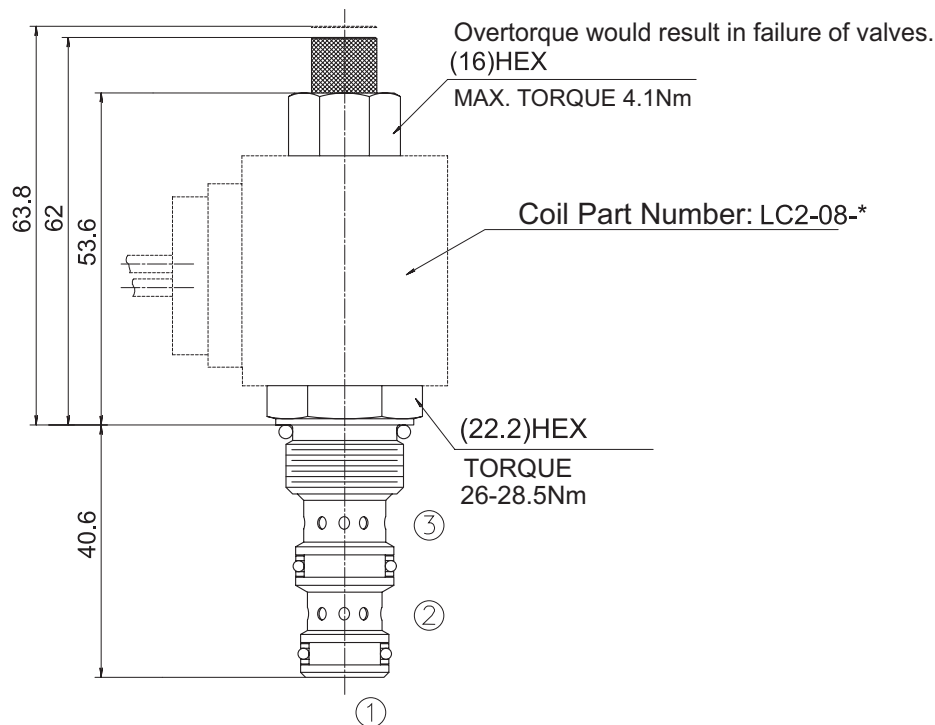 Overtorque would result in failure of valves.
(16)HEX
MAX. TORQUE 4.1Nm
63.8
62
53.6
Coil Part Number: LC2-08-*
(22.2)HEX
TORQUE
26-28.5Nm
40.6
③
②
①